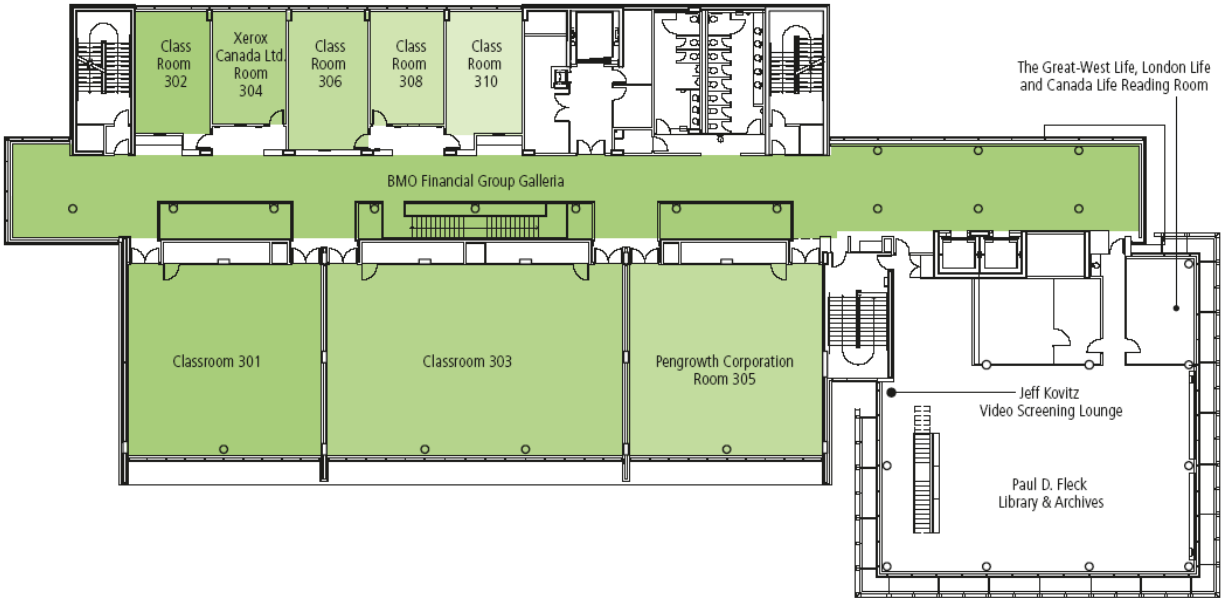 Class
Room
302
Xerox
Canada Ltd.
Room
304
Class
Room
306
Class
Room
308
Class
Room
310
The Great-West Life, London Life
and Canada Life Reading Room
BMO Financial Group Galleria
Classroom 301
Classroom 303
Pengrowth Corporation
Room 305
Jeff Kovitz
Video Screening Lounge
Paul D. Fleck
Library & Archives